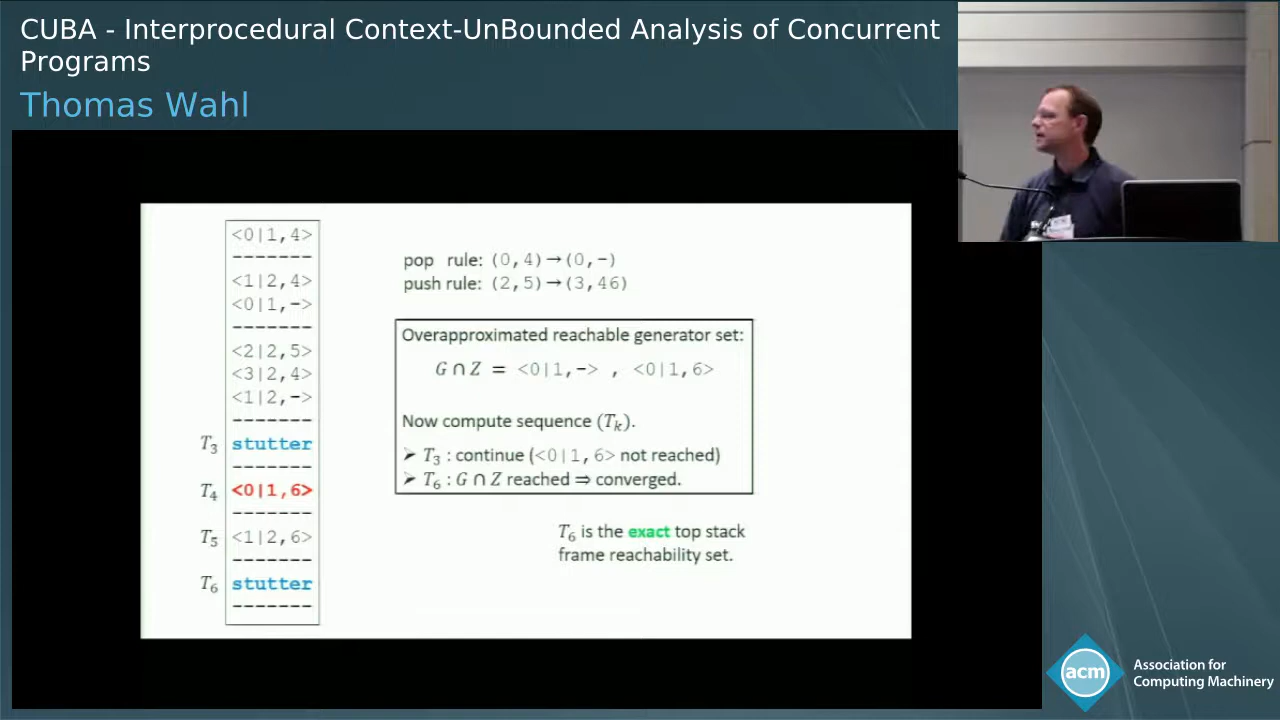 CUBA - Interprocedural Context-UnBounded Analysis of Concurrent
Programs
Thomas Wahl
<0|1,4>
-------
<1|2,4>
<0|1,->
-------
<2|2,5>
<3|2,4>
<1|2,->
-------
T₃ stutter
-------
T₄ <0|1,6>
-------
T₅ <1|2,6>
-------
T₆ stutter
-------
pop rule: (0,4)→(0,-)
push rule: (2,5)→(3,46)
Overapproximated reachable generator set:
G∩Z = <0|1,-> , <0|1,6>
Now compute sequence (Tₖ).
➢ T₃ : continue (<0|1,6> not reached)
➢ T₆ : G ∩ Z reached ⇒ converged.
T₆ is the exact top stack
frame reachability set.
acm
Association for
Computing Machinery